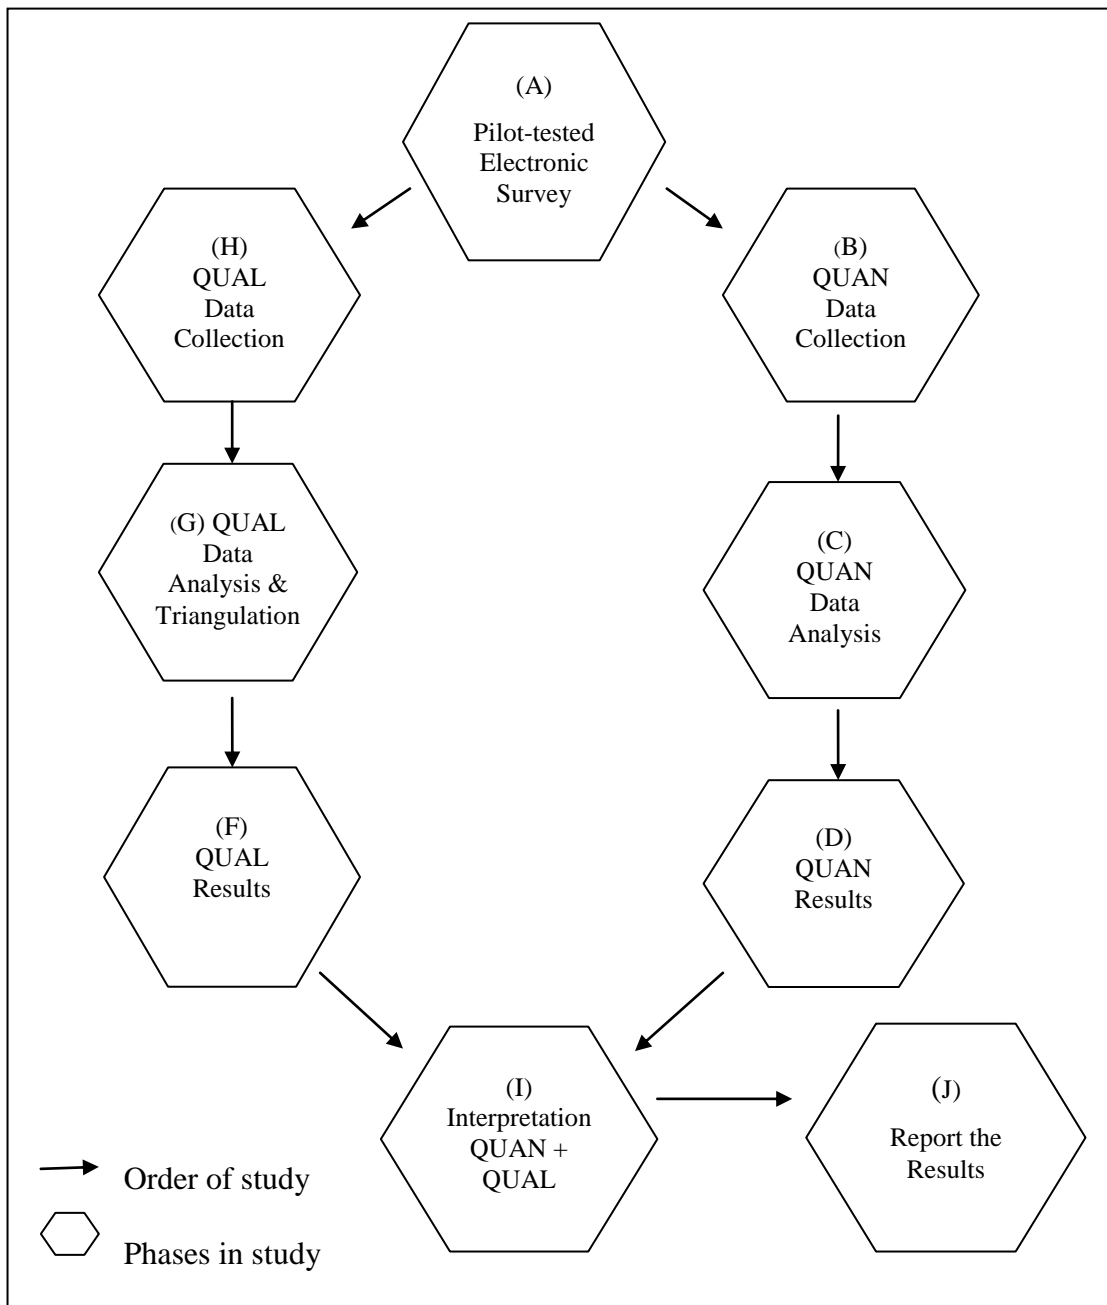 (A)
Pilot-tested
Electronic
Survey
(H)
QUAL
Data
Collection
(B)
QUAN
Data
Collection
(G) QUAL
Data
Analysis &
Triangulation
(C)
QUAN
Data
Analysis
(F)
QUAL
Results
(D)
QUAN
Results
(I)
Interpretation
QUAN +
QUAL
(J)
Report the
Results
Order of study
Phases in study